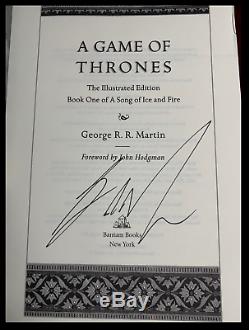 A GAME OF
THRONES
The Illustrated Edition
Book One of A Song of Ice and Fire
George R. R. Martin
Foreword by John Hodgman
Bantam Books
New York